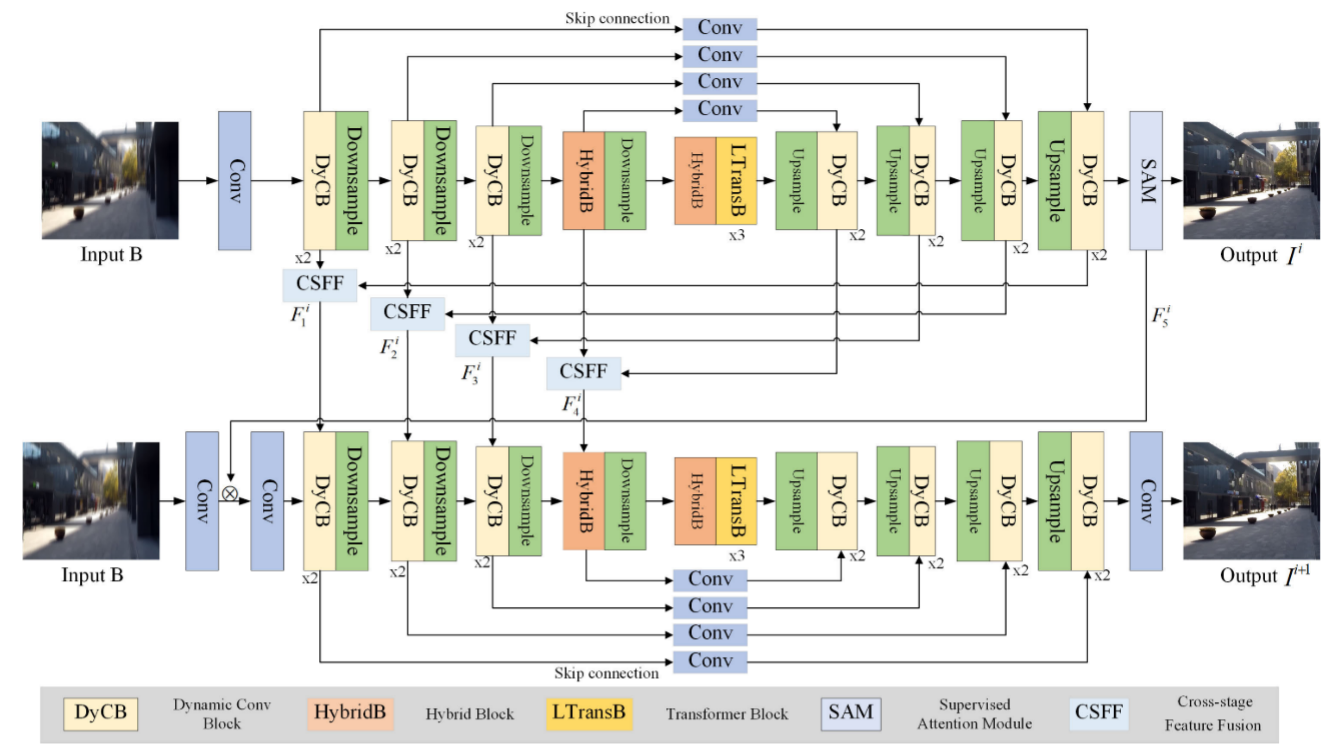 Skip connection
Conv
Conv
Conv
Conv
Input B
Conv
DyCB
Downsample
x2
DyCB
Downsample
x2
DyCB
Downsample
x2
HybridB
Downsample
HybridB
LTransB
x3
Upsample
DyCB
x2
Upsample
DyCB
x2
Upsample
DyCB
x2
Upsample
DyCB
x2
SAM
Output I^i
CSFF
F_1^i
CSFF
F_2^i
CSFF
F_3^i
CSFF
F_4^i
F_5^i
Input B
Conv
⊗
Conv
DyCB
Downsample
x2
DyCB
Downsample
x2
DyCB
Downsample
x2
HybridB
Downsample
HybridB
LTransB
x3
Upsample
DyCB
x2
Upsample
DyCB
x2
Upsample
DyCB
x2
Upsample
DyCB
x2
Conv
Output I^{i+1}
Conv
Conv
Conv
Conv
Skip connection
DyCB
Dynamic Conv
Block
HybridB
Hybrid Block
LTransB
Transformer Block
SAM
Supervised
Attention Module
CSFF
Cross-stage
Feature Fusion